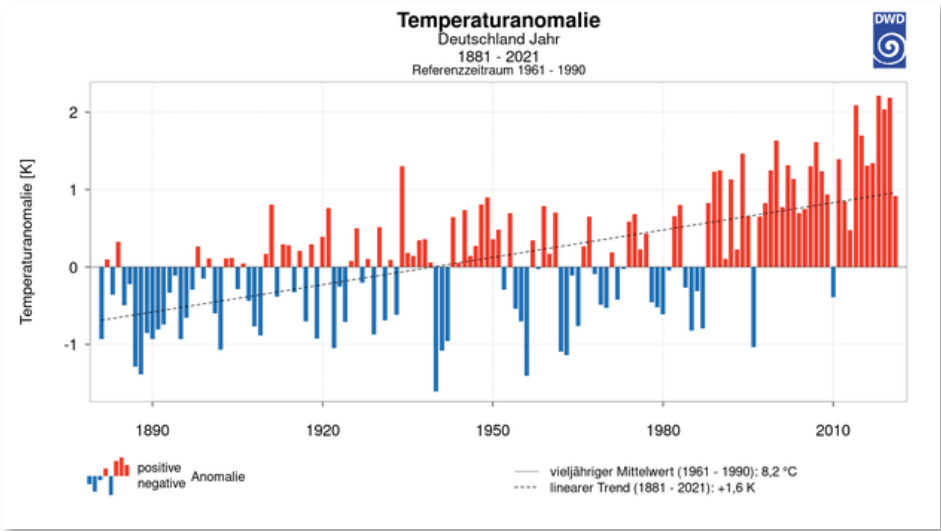 Temperaturanomalie
Deutschland Jahr
1881 - 2021
Referenzzeitraum 1961 - 1990
DWD
Temperaturanomalie [K]
2
1
0
-1
1890
1920
1950
1980
2010
positive
negative
Anomalie
vieljähriger Mittelwert (1961 - 1990): 8,2 °C
linearer Trend (1881 - 2021): +1,6 K